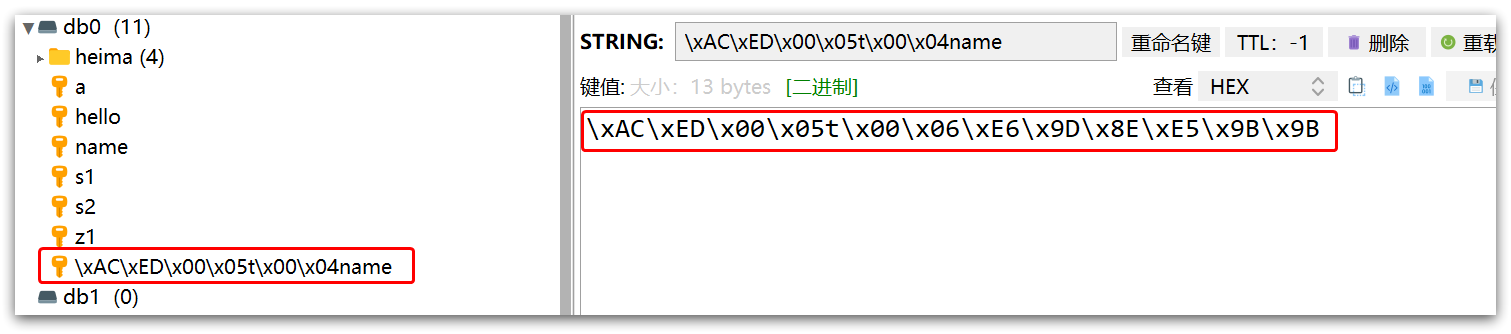 db0 (11)
heima (4)
a
hello
name
s1
s2
z1
\xAC\xED\x00\x05t\x00\x04name
db1 (0)
STRING: \xAC\xED\x00\x05t\x00\x04name 重命名键 TTL: -1 删除 重载
键值: 大小: 13 bytes [二进制] 查看 HEX
\xAC\xED\x00\x05t\x00\x06\xE6\x9D\x8E\xE5\x9B\x9B